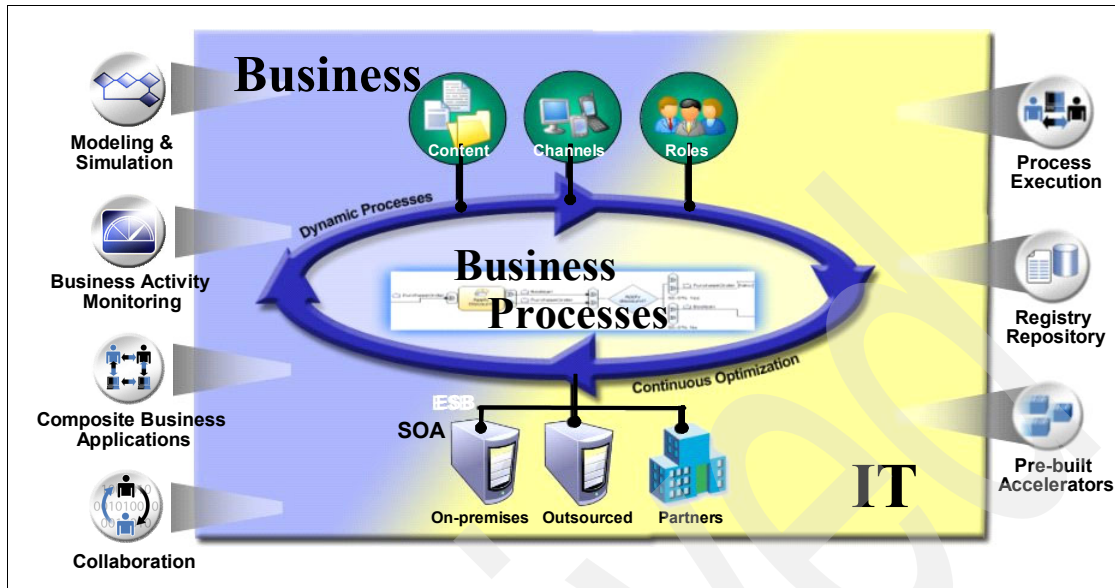 Business
Modeling &
Simulation
Business Activity
Monitoring
Composite Business
Applications
Collaboration
Content
Channels
Roles
Dynamic Processes
Business
Processes
Continuous Optimization
ESB
SOA
On-premises
Outsourced
Partners
IT
Process
Execution
Registry
Repository
Pre-built
Accelerators